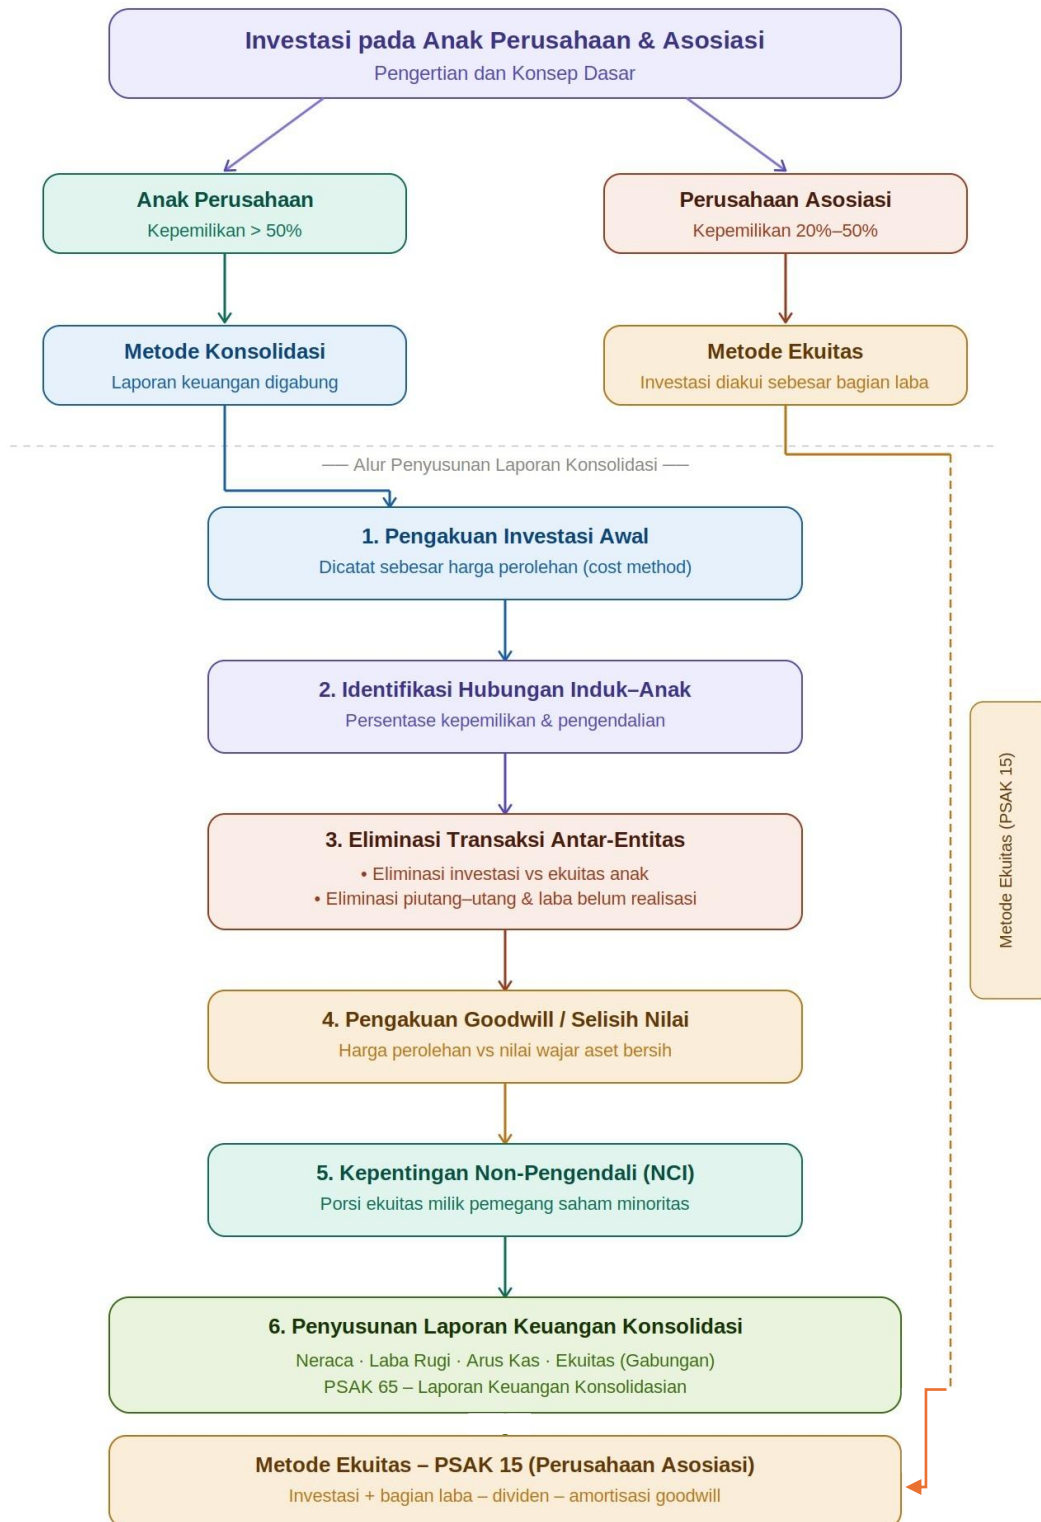 Investasi pada Anak Perusahaan & Asosiasi
Pengertian dan Konsep Dasar
Anak Perusahaan
Kepemilikan > 50%
Perusahaan Asosiasi
Kepemilikan 20%–50%
Metode Konsolidasi
Laporan keuangan digabung
Metode Ekuitas
Investasi diakui sebesar bagian laba
── Alur Penyusunan Laporan Konsolidasi ──
1. Pengakuan Investasi Awal
Dicatat sebesar harga perolehan (cost method)
2. Identifikasi Hubungan Induk–Anak
Persentase kepemilikan & pengendalian
3. Eliminasi Transaksi Antar-Entitas
• Eliminasi investasi vs ekuitas anak
• Eliminasi piutang–utang & laba belum realisasi
Metode Ekuitas (PSAK 15)
4. Pengakuan Goodwill / Selisih Nilai
Harga perolehan vs nilai wajar aset bersih
5. Kepentingan Non-Pengendali (NCI)
Porsi ekuitas milik pemegang saham minoritas
6. Penyusunan Laporan Keuangan Konsolidasi
Neraca · Laba Rugi · Arus Kas · Ekuitas (Gabungan)
PSAK 65 – Laporan Keuangan Konsolidasian
Metode Ekuitas – PSAK 15 (Perusahaan Asosiasi)
Investasi + bagian laba – dividen – amortisasi goodwill